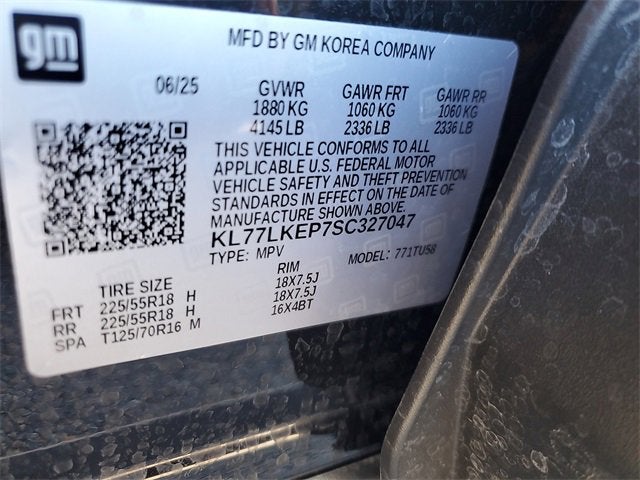 gm
MFD BY GM KOREA COMPANY
06/25 GVWR GAWR FRT GAWR RR
1880 KG 1060 KG 1060 KG
4145 LB 2336 LB 2336 LB
THIS VEHICLE CONFORMS TO ALL
APPLICABLE U.S. FEDERAL MOTOR
VEHICLE SAFETY AND THEFT PREVENTION
STANDARDS IN EFFECT ON THE DATE OF
MANUFACTURE SHOWN ABOVE.
KL77LKEP7SC327047
TYPE: MPV MODEL: 771TU58
TIRE SIZE RIM
FRT 225/55R18 H 18X7.5J
RR 225/55R18 H 18X7.5J
SPA T125/70R16 M 16X4BT